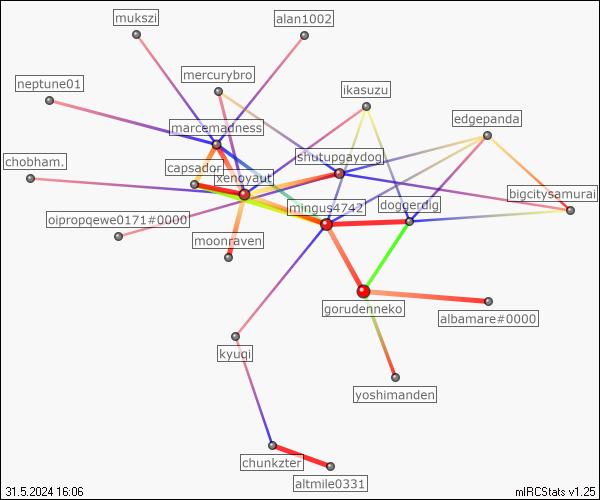 mukszi
alan1002
mercurybro
neptune01
ikasuzu
edgepanda
marcemadness
shutupgaydog
chobham.
capsador
xenoyaut
bigcitysamurai
mingus4742
doggerdig
oipropqewe0171#0000
moonraven
gorudenneko
albamare#0000
kyuqi
yoshimanden
chunkzter
altmile0331
31.5.2024 16:06
mIRCStats v1.25